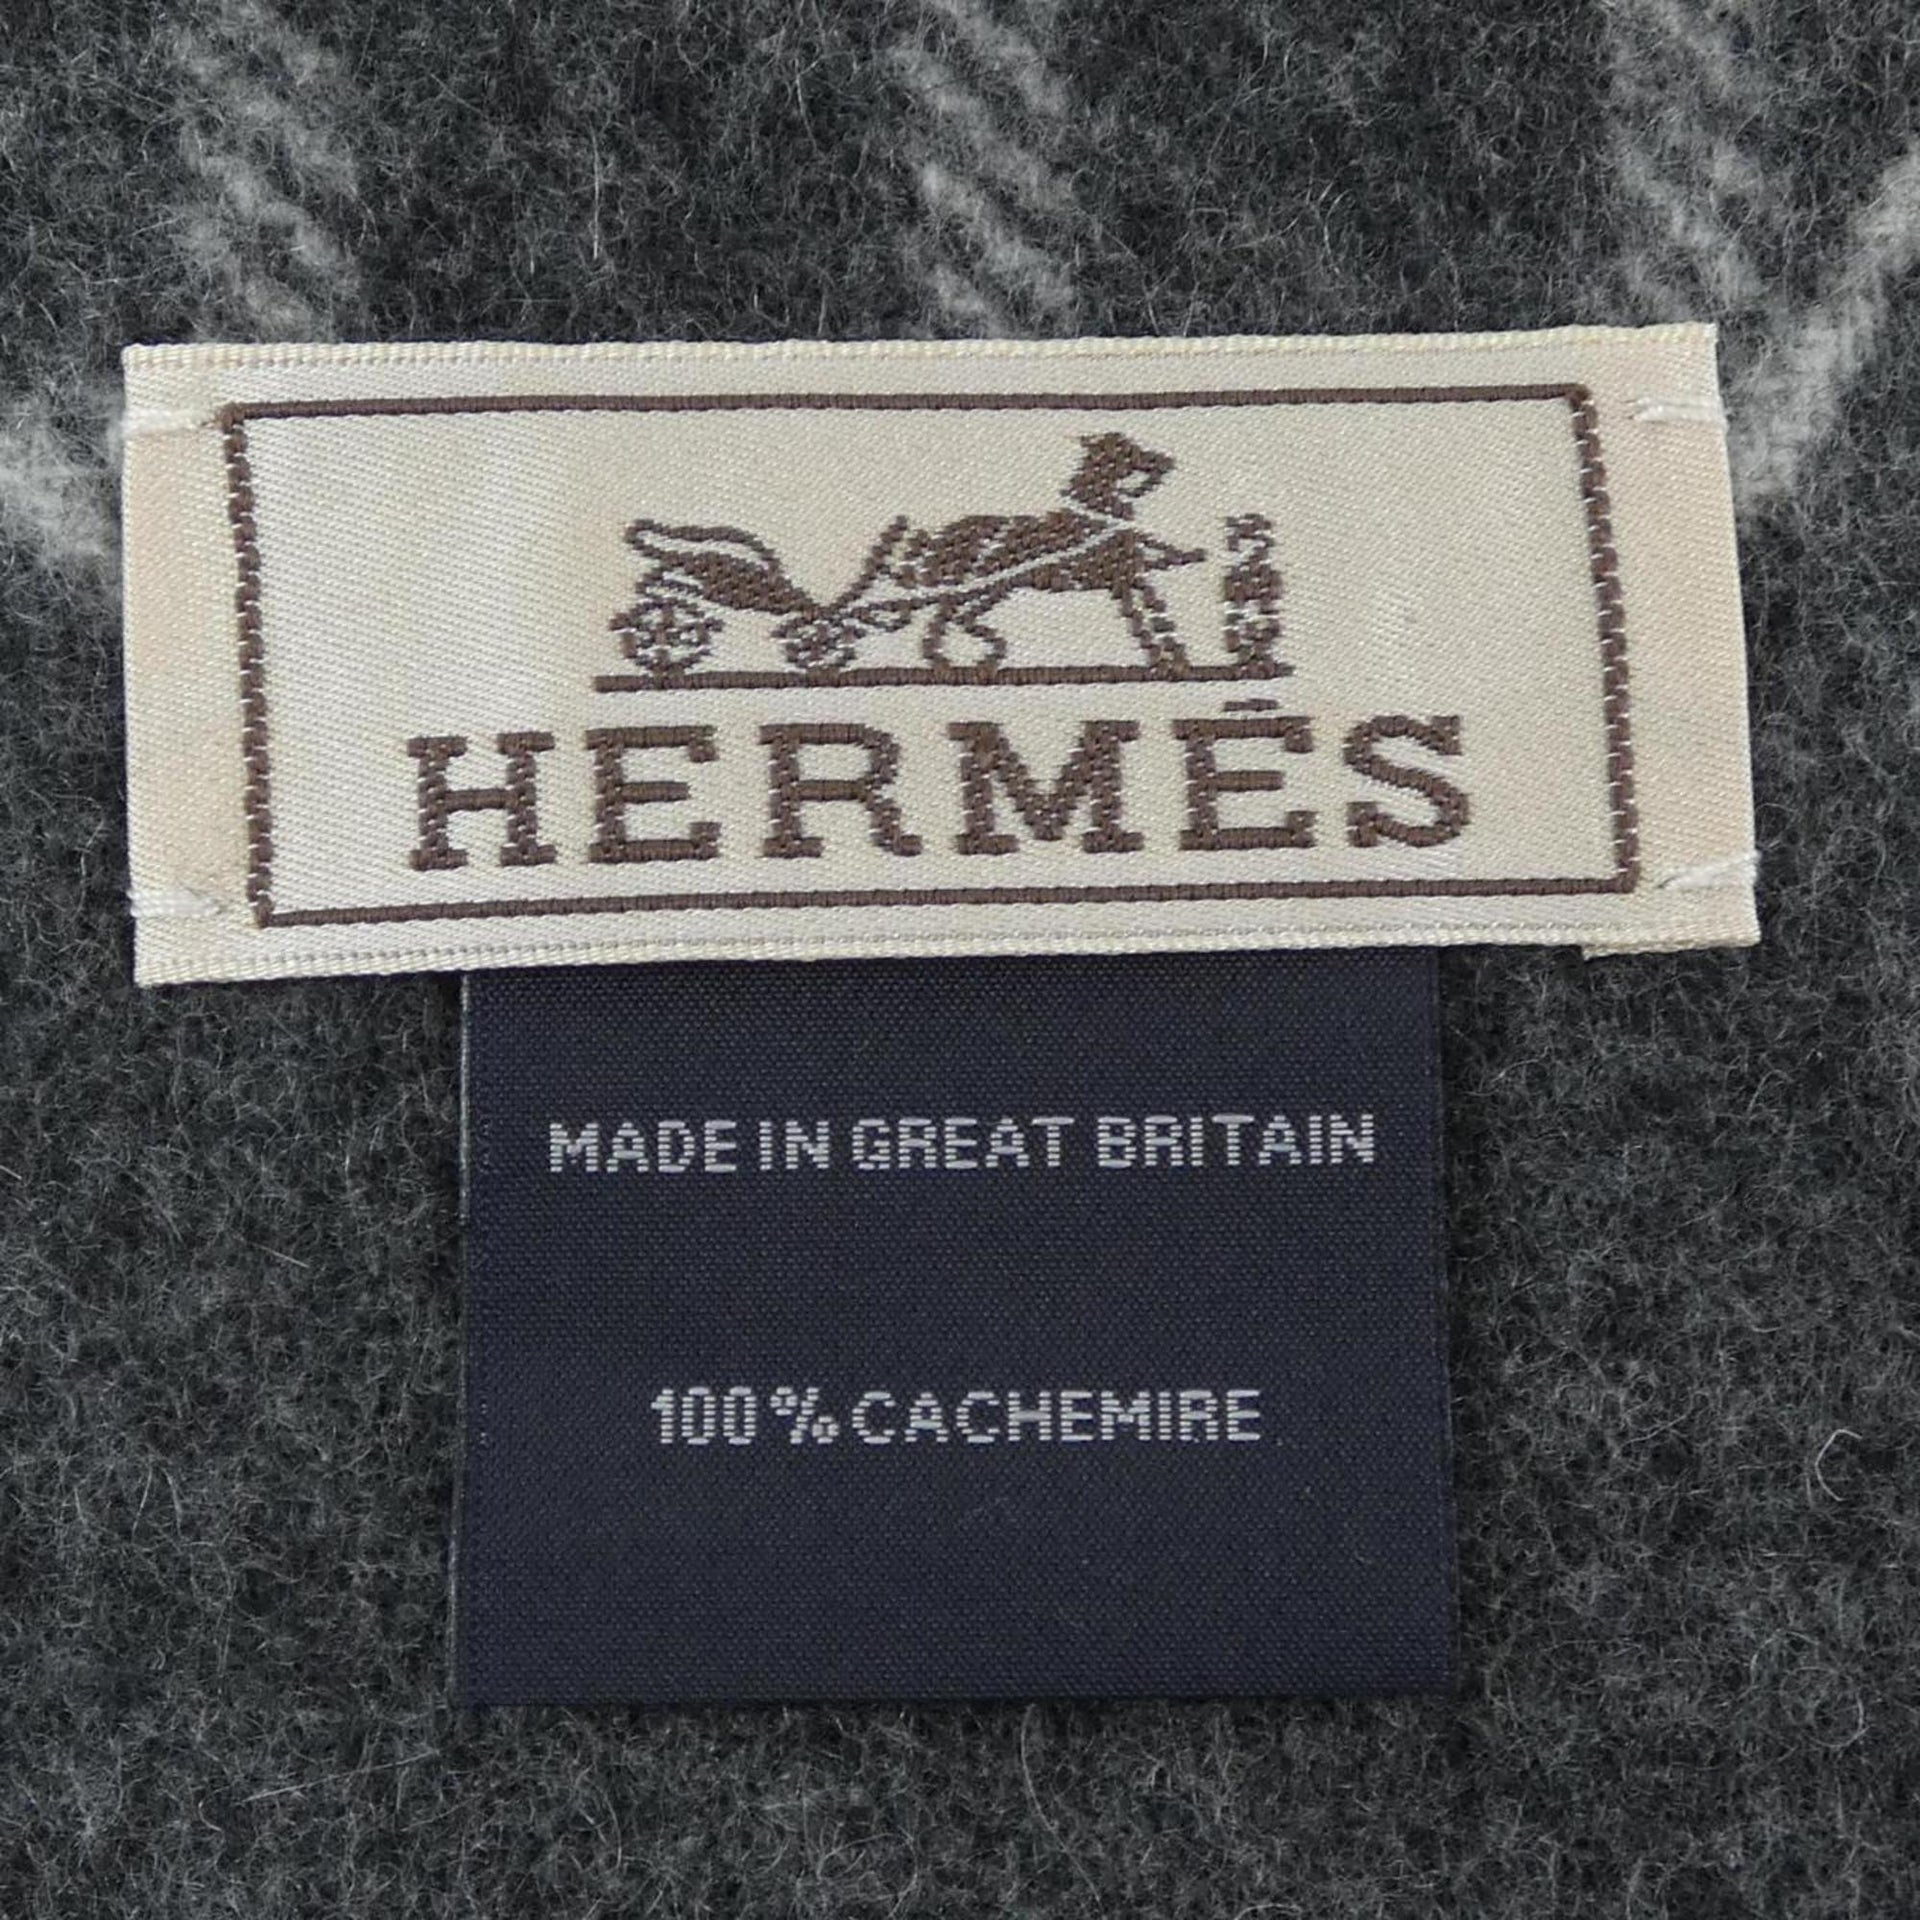 HERMÈS
MADE IN GREAT BRITAIN
100% CACHEMIRE